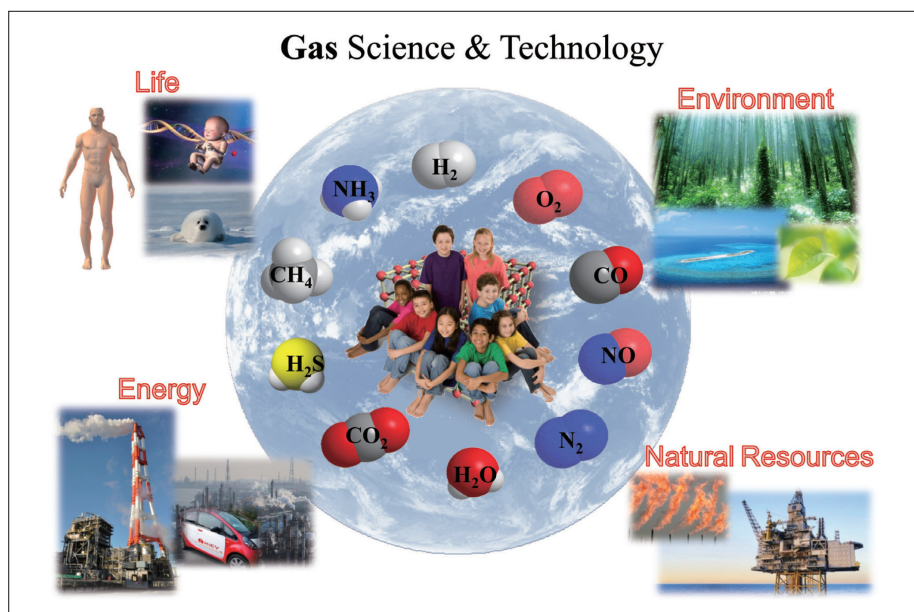 Gas Science & Technology
Life
Environment
H2
NH3
O2
CH4
CO
H2S
NO
Energy
CO2
N2
H2O
Natural Resources